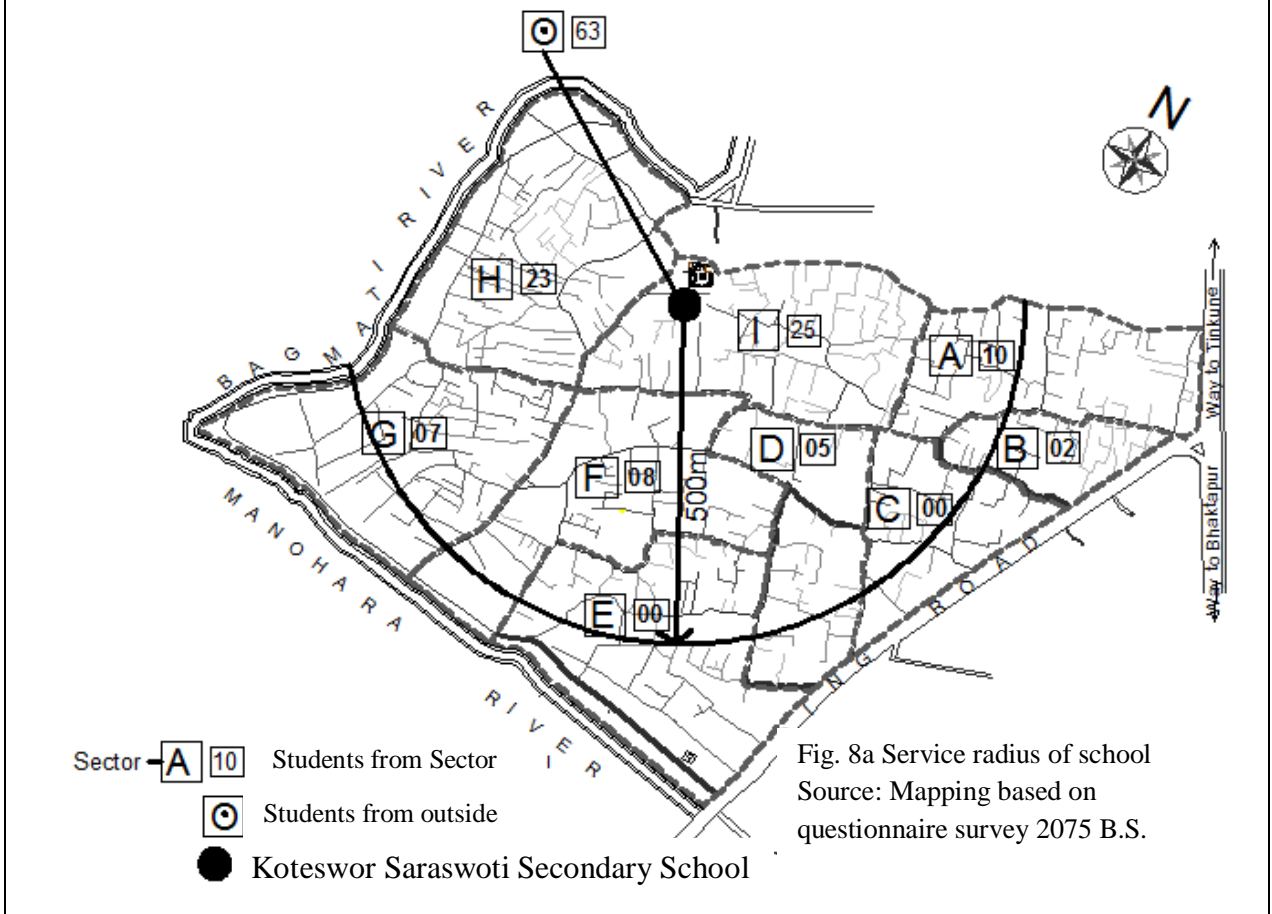 63
N
BAGMATI RIVER
H 23
I 25
A 10
Way to Tinkune
G 07
F 08
D 05
B 02
C 00
500m
E 00
MANOHARA RIVER
ING ROAD
Way to Bhaktapur
Sector A 10 Students from Sector
Students from outside
Koteswor Saraswoti Secondary School
Fig. 8a Service radius of school
Source: Mapping based on
questionnaire survey 2075 B.S.